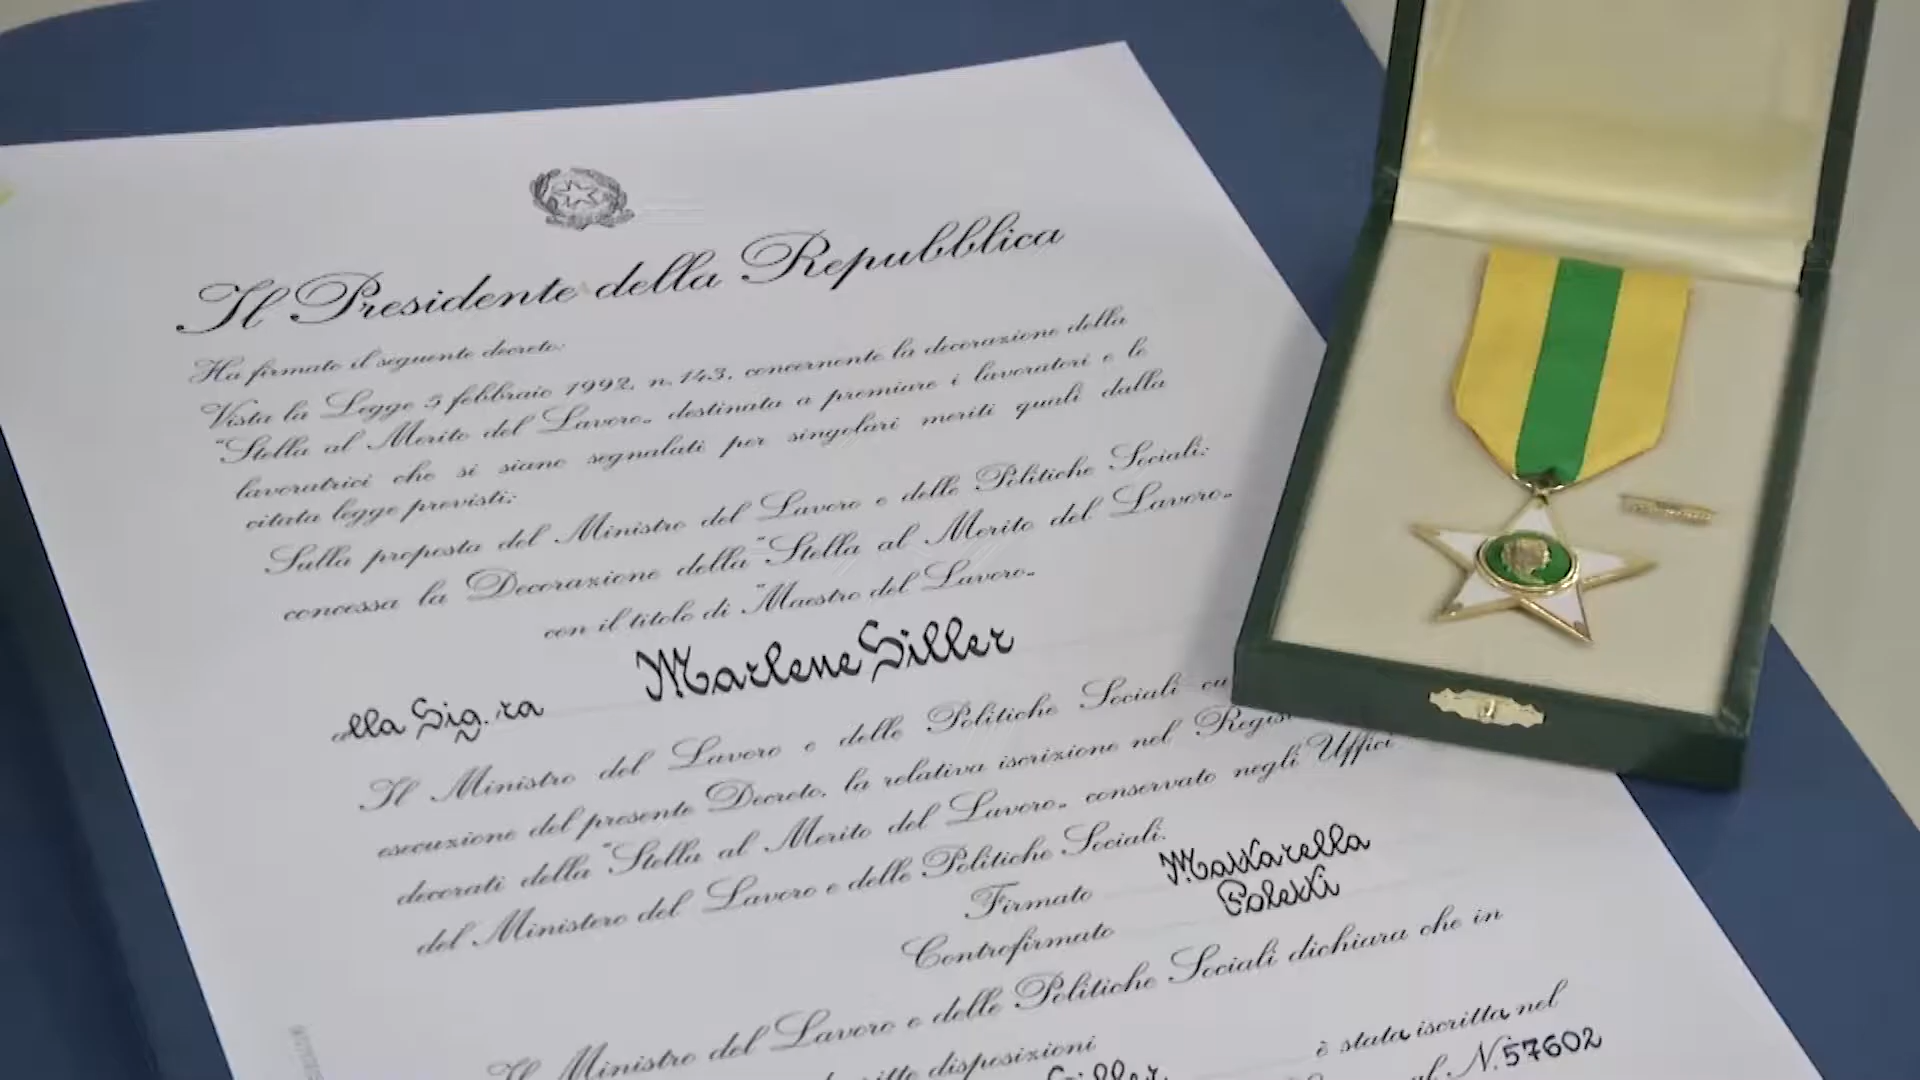 Il Presidente della Repubblica
Ha firmato il seguente decreto:
Vista la Legge 5 febbraio 1992, n. 143, concernente la decorazione della
"Stella al Merito del Lavoro" destinata a premiare i lavoratori e le
lavoratrici che si siano segnalati per singolari meriti quali dalla
citata legge previsti;
Sulla proposta del Ministro del Lavoro e delle Politiche Sociali;
concessa la Decorazione della "Stella al Merito del Lavoro"
con il titolo di "Maestro del Lavoro"
alla Sig.ra Marlene Siller
Il Ministro del Lavoro e delle Politiche Sociali cu
esecuzione del presente Decreto, la relativa iscrizione nel Regis
decorati della "Stella al Merito del Lavoro" conservato negli Uffici
del Ministero del Lavoro e delle Politiche Sociali.
Firmato Mattarella
Controfirmato Poletti
Il Ministro del Lavoro e delle Politiche Sociali dichiara che in
disposizioni
Siller è stata iscritta nel
al N. 57602